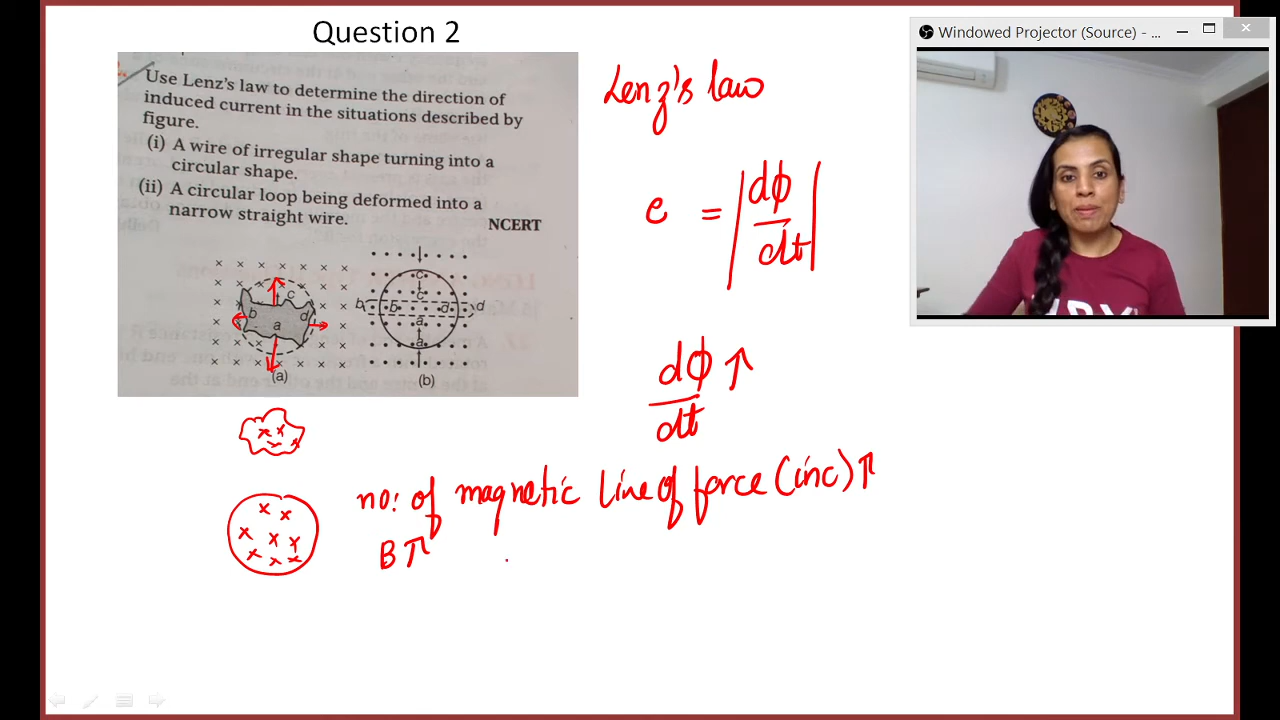 Question 2
Windowed Projector (Source) - ...
Use Lenz's law to determine the direction of
induced current in the situations described by
figure.
(i) A wire of irregular shape turning into a
circular shape.
(ii) A circular loop being deformed into a
narrow straight wire.
NCERT
c
b
d
a
(a)
c
c
b
b
d
d
a
a
(b)
Lenz's law
e = |dϕ/dt|
dϕ/dt ↑
no: of magnetic line of force (inc) ↑
B ↑